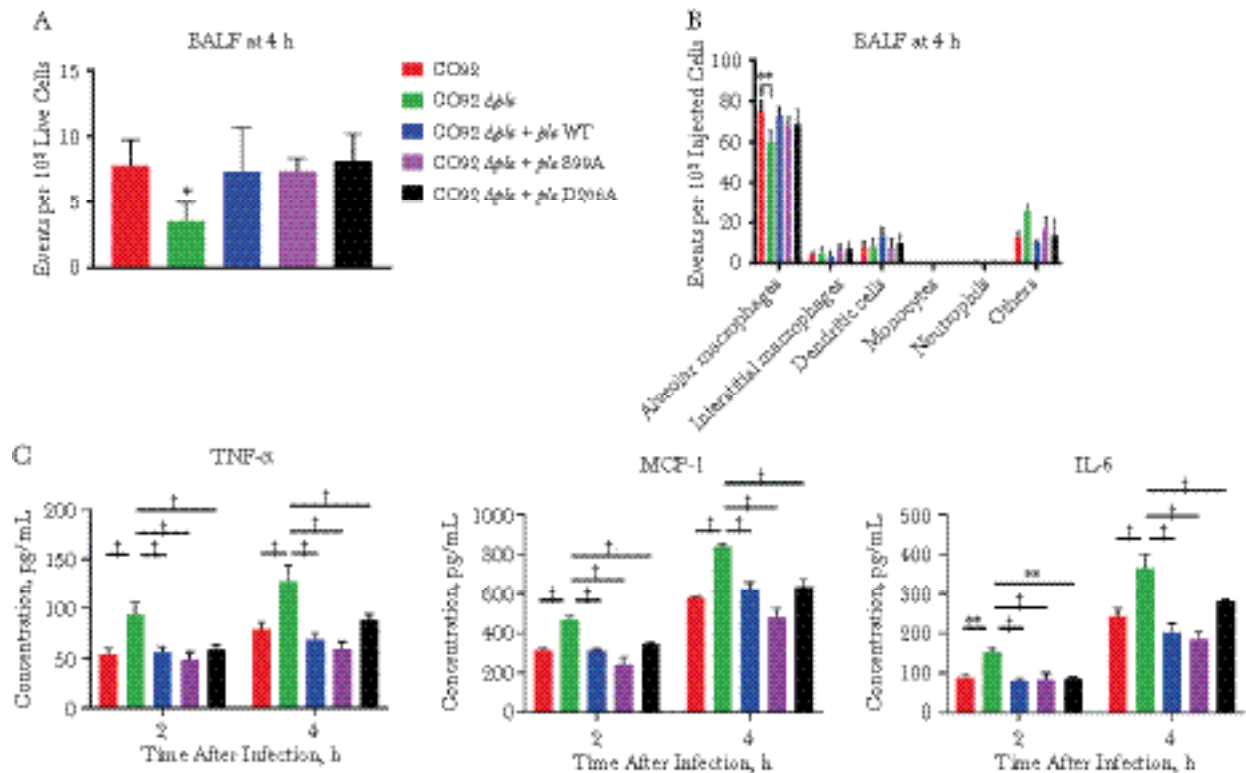 A
BALF at 4 h
Events per 10³ Live Cells
15
10
5
0
*
CO92
CO92 Δpla
CO92 Δpla + pla WT
CO92 Δpla + pla S99A
CO92 Δpla + pla D206A
B
BALF at 4 h
Events per 10³ Injected Cells
100
80
60
40
20
0
**
Alveolar macrophages
Interstitial macrophages
Dendritic cells
Monocytes
Neutrophils
Others
C
TNF-α
Concentration, pg/mL
200
150
100
50
0
† † † †
† † † †
2 4
Time After Infection, h
MCP-1
Concentration, pg/mL
1000
800
600
400
200
0
† † † †
† † † †
2 4
Time After Infection, h
IL-6
Concentration, pg/mL
500
400
300
200
100
0
** † † **
† † † †
2 4
Time After Infection, h